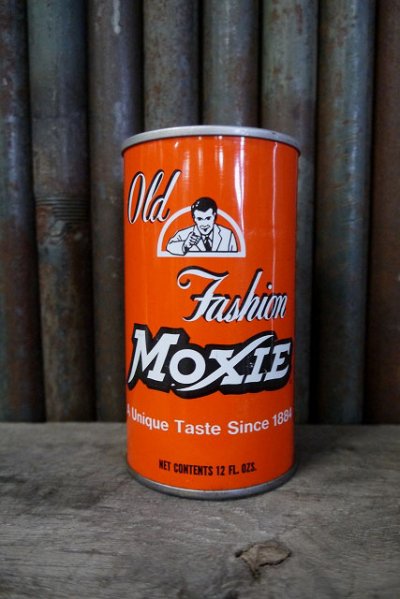 Old
Fashion
MOXIE
A Unique Taste Since 1884
NET CONTENTS 12 FL. OZS.